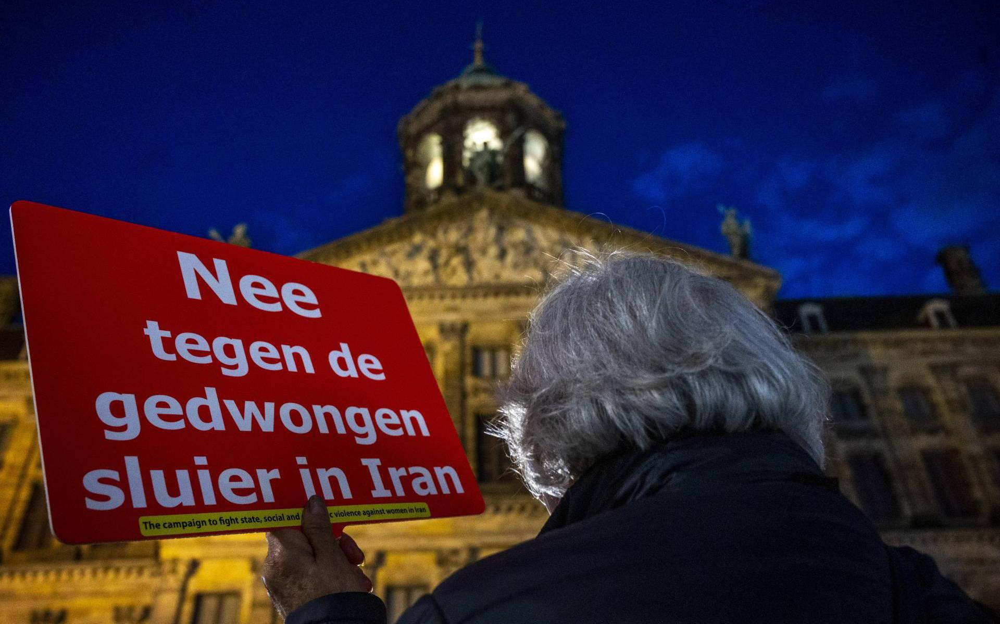 Nee
tegen de
gedwongen
sluier in Iran
The campaign to fight state, social and violence against women in Iran